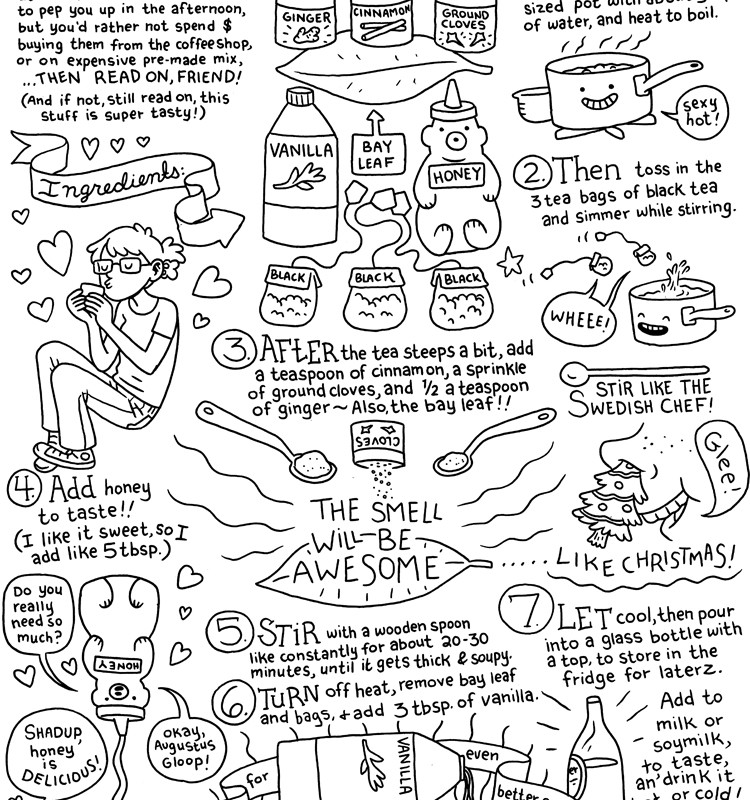 to pep you up in the afternoon,
but you'd rather not spend $
buying them from the coffeeshop,
or on expensive pre-made mix,
...THEN READ ON, FRIEND!
(And if not, still read on, this
stuff is super tasty!)
Ingredients:
GINGER
CINNAMON
GROUND
CLOVES
VANILLA
BAY
LEAF
HONEY
BLACK
BLACK
BLACK
sized pot with about
of water, and heat to boil.
sexy
hot!
2. Then toss in the
3 tea bags of black tea
and simmer while stirring.
WHEEE!
STIR LIKE THE
SWEDISH CHEF!
3. AFTER the tea steeps a bit, add
a teaspoon of cinnamon, a sprinkle
of ground cloves, and 1/2 a teaspoon
of ginger~ Also, the bay leaf!!
CLOVES
THE SMELL
WILL BE
AWESOME
.....LIKE CHRISTMAS!
Glee!
4. Add honey
to taste!!
(I like it sweet, so I
add like 5 tbsp.)
Do you
really
need so
much?
HONEY
SHADUP,
honey
is
DELICIOUS!
okay,
Augustus
Gloop!
5. STIR with a wooden spoon
like constantly for about 20-30
minutes, until it gets thick & soupy.
6. TURN off heat, remove bay leaf
and bags, + add 3 tbsp. of vanilla.
for
VANILLA
even
better
7. LET cool, then pour
into a glass bottle with
a top, to store in the
fridge for laterz.
Add to
milk or
soymilk,
to taste,
an' drink it
or cold!